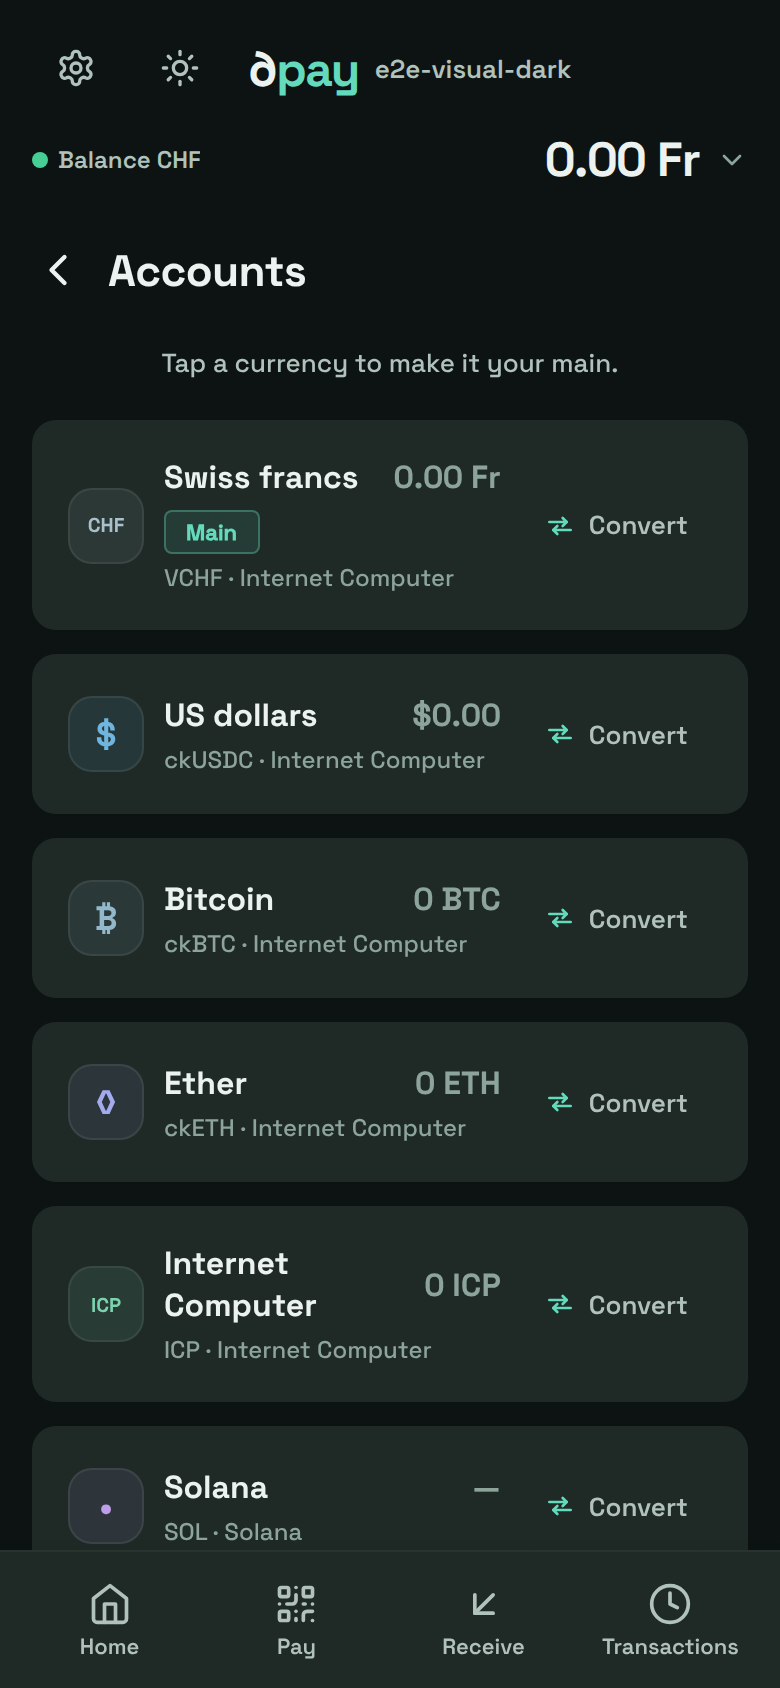 ∂pay e2e-visual-dark
Balance CHF 0.00 Fr
Accounts
Tap a currency to make it your main.
CHF Swiss francs 0.00 Fr Convert
Main
VCHF · Internet Computer
$ US dollars $0.00 Convert
ckUSDC · Internet Computer
₿ Bitcoin 0 BTC Convert
ckBTC · Internet Computer
Ether 0 ETH Convert
ckETH · Internet Computer
Internet
Computer 0 ICP Convert
ICP
ICP · Internet Computer
Solana — Convert
SOL · Solana
Home Pay Receive Transactions